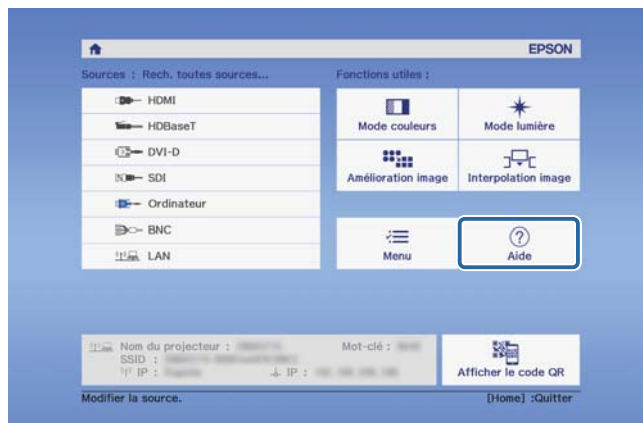 EPSON
Sources : Rech. toutes sources...
HDMI
HDBaseT
DVI-D
SDI
Ordinateur
BNC
LAN
Fonctions utiles :
Mode couleurs
Mode lumière
Amélioration image
Interpolation image
Menu
Aide
Nom du projecteur :
Mot-clé :
SSID :
IP :
IP :
Afficher le code QR
Modifier la source.
[Home] :Quitter